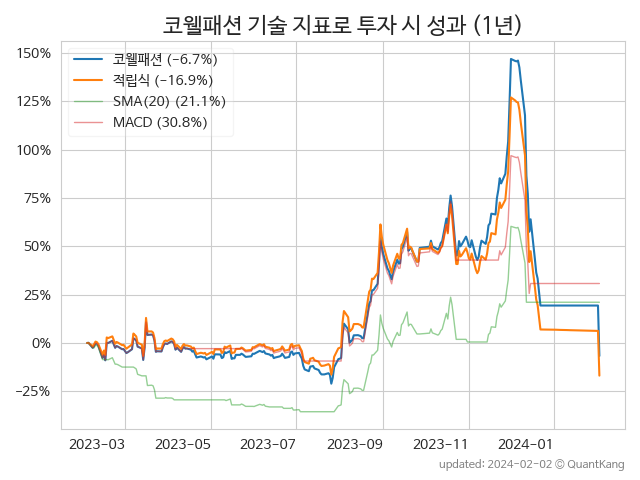 코웰패션 기술 지표로 투자 시 성과 (1년)
150%
125%
100%
75%
50%
25%
0%
−25%
코웰패션 (−6.7%)
적립식 (−16.9%)
SMA(20) (21.1%)
MACD (30.8%)
2023-03 2023-05 2023-07 2023-09 2023-11 2024-01
updated: 2024-02-02 © QuantKang